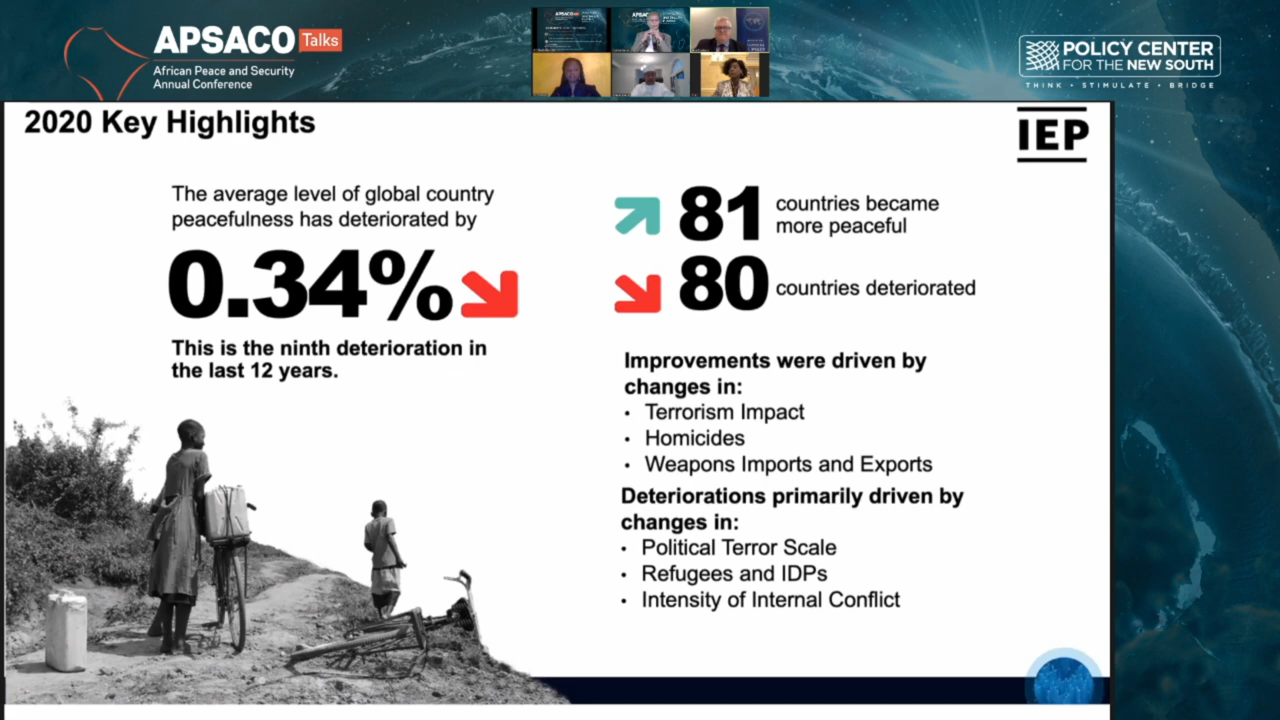 APSACO Talks
African Peace and Security
Annual Conference
POLICY CENTER
FOR THE NEW SOUTH
THINK • STIMULATE • BRIDGE
2020 Key Highlights
IEP
The average level of global country
peacefulness has deteriorated by
0.34%
This is the ninth deterioration in
the last 12 years.
81 countries became
more peaceful
80 countries deteriorated
Improvements were driven by
changes in:
• Terrorism Impact
• Homicides
• Weapons Imports and Exports
Deteriorations primarily driven by
changes in:
• Political Terror Scale
• Refugees and IDPs
• Intensity of Internal Conflict